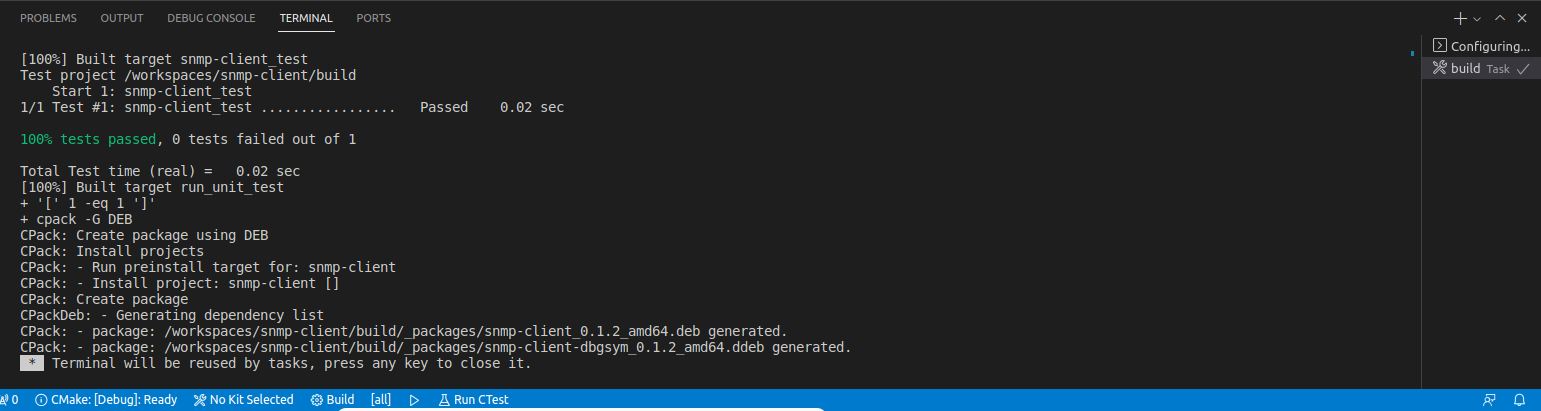 PROBLEMS OUTPUT DEBUG CONSOLE TERMINAL PORTS
[100%] Built target snmp-client_test
Test project /workspaces/snmp-client/build
    Start 1: snmp-client_test
1/1 Test #1: snmp-client_test .................   Passed    0.02 sec
100% tests passed, 0 tests failed out of 1
Total Test time (real) =   0.02 sec
[100%] Built target run_unit_test
+ '[' 1 -eq 1 ']'
+ cpack -G DEB
CPack: Create package using DEB
CPack: Install projects
CPack: - Run preinstall target for: snmp-client
CPack: - Install project: snmp-client []
CPack: Create package
CPackDeb: - Generating dependency list
CPack: - package: /workspaces/snmp-client/build/_packages/snmp-client_0.1.2_amd64.deb generated.
CPack: - package: /workspaces/snmp-client/build/_packages/snmp-client-dbgsym_0.1.2_amd64.ddeb generated.
 * Terminal will be reused by tasks, press any key to close it.
Configuring...
build Task
0 CMake: [Debug]: Ready No Kit Selected Build [all] Run CTest